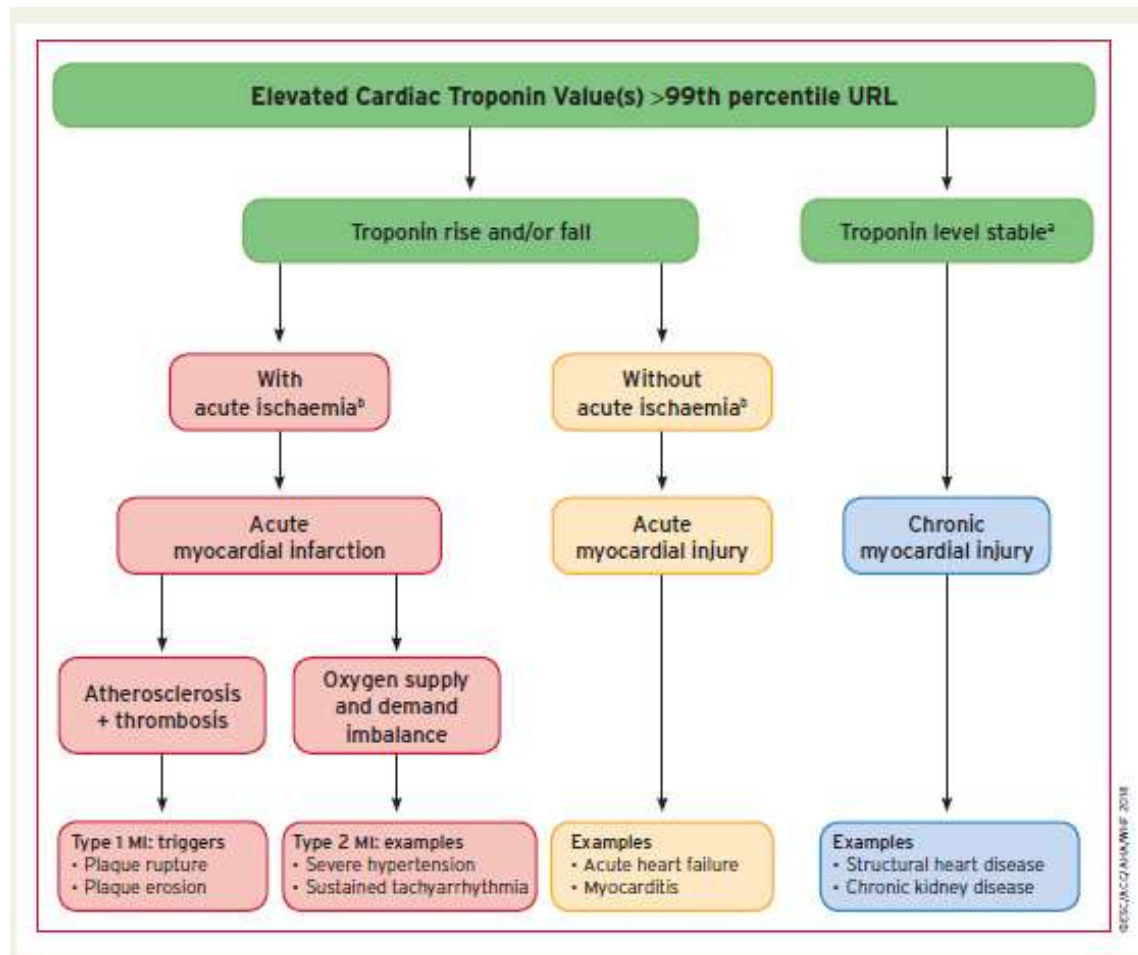 Elevated Cardiac Troponin Value(s) >99th percentile URL
Troponin rise and/or fall
Troponin level stableᵃ
With
acute ischaemiaᵇ
Without
acute ischaemiaᵇ
Acute
myocardial infarction
Acute
myocardial injury
Chronic
myocardial injury
Atherosclerosis
+ thrombosis
Oxygen supply
and demand
imbalance
Type 1 MI: triggers
• Plaque rupture
• Plaque erosion
Type 2 MI: examples
• Severe hypertension
• Sustained tachyarrhythmia
Examples
• Acute heart failure
• Myocarditis
Examples
• Structural heart disease
• Chronic kidney disease
©ESC/ACC/AHA/WHF 2018